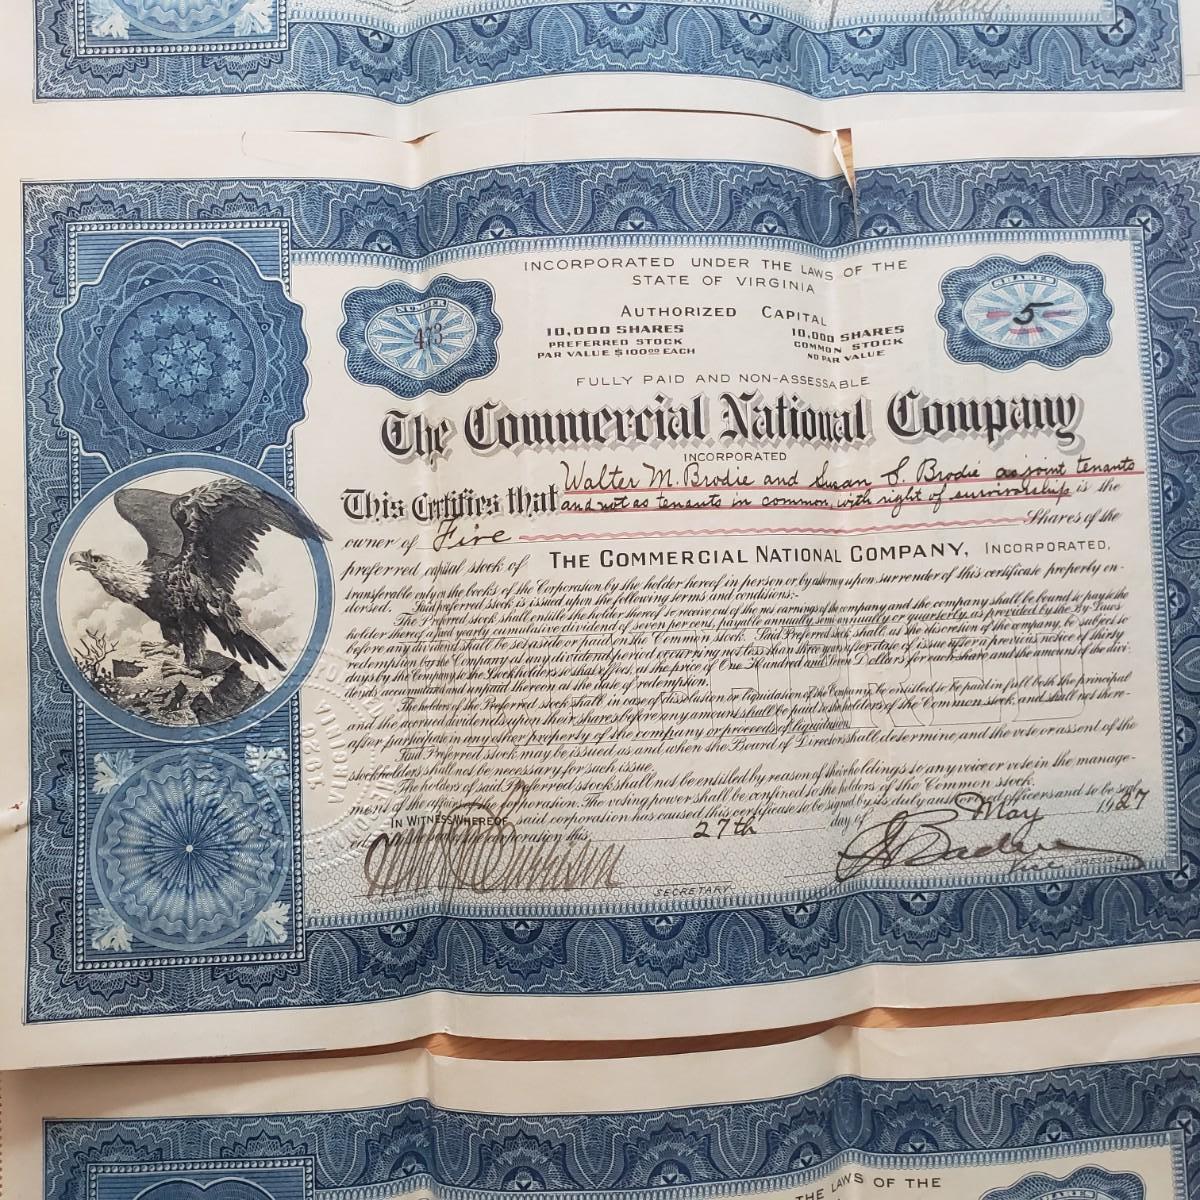 INCORPORATED UNDER THE LAWS OF THE
STATE OF VIRGINIA
NUMBER
473
SHARES
5
AUTHORIZED CAPITAL
10,000 SHARES
PREFERRED STOCK
PAR VALUE $100.00 EACH
10,000 SHARES
COMMON STOCK
NO PAR VALUE
FULLY PAID AND NON-ASSESSABLE
The Commercial National Company
INCORPORATED
This Certifies that Walter M. Brodie and Susan S. Brodie as joint tenants
and not as tenants in common, with right of survivorship is the
owner of Five Shares of the
preferred capital stock of THE COMMERCIAL NATIONAL COMPANY, INCORPORATED,
transferable only on the books of the Corporation by the holder hereof in person or by attorney upon surrender of this certificate properly en-
dorsed. Said preferred stock is issued upon the following terms and conditions:-
The Preferred stock shall entitle the holder thereof to receive out of the net earnings of the company and the company shall be bound to pay to the
holder thereof a fixed yearly cumulative dividend of seven per cent, payable annually, semi-annually or quarterly, as provided by the By-Laws
before any dividend shall be set aside or paid on the Common stock. Said Preferred stock shall, at the discretion of the company, be subject to
redemption by the Company at any dividend period occurring not less than three years after date of issue after a previous notice of thirty
days by the Company to the Stockholders so that effect, at the price of One Hundred and Seven Dollars for each share and the amounts of the divi-
dends accumulated and unpaid thereon at the date of redemption.
The holders of the Preferred stock shall, in case of dissolution or liquidation of the Company, be entitled to be paid in full both the principal
and the accrued dividends upon their shares before any amount shall be paid to the holders of the Common stock, and shall not there-
after participate in any other property of the company or proceeds of liquidation.
Said Preferred stock may be issued as and when the Board of Directors shall determine and the vote or assent of the
stockholders shall not be necessary for such issue.
The holders of said Preferred stock shall not be entitled by reason of their holdings to any voice or vote in the manage-
ment of the affairs of the Corporation. The voting power shall be confined to the holders of the Common stock.
IN WITNESS WHEREOF, said corporation has caused this certificate to be signed by its duly authorized officers and to be seal-
ed with the seal of the corporation this 27th day of May 1927
SECRETARY.
Vice PRESIDENT
VIRGINIA
1920
THE LAWS OF THE